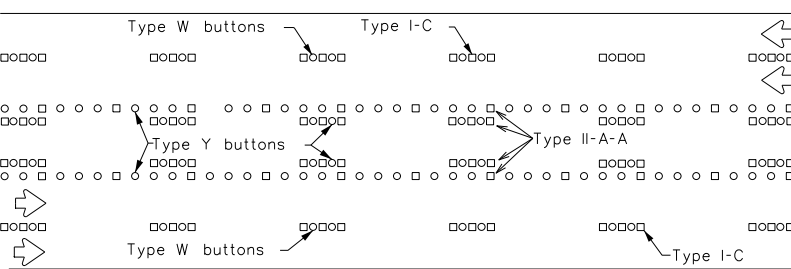 Type W buttons
Type I-C
Type Y buttons
Type II-A-A
Type W buttons
Type I-C